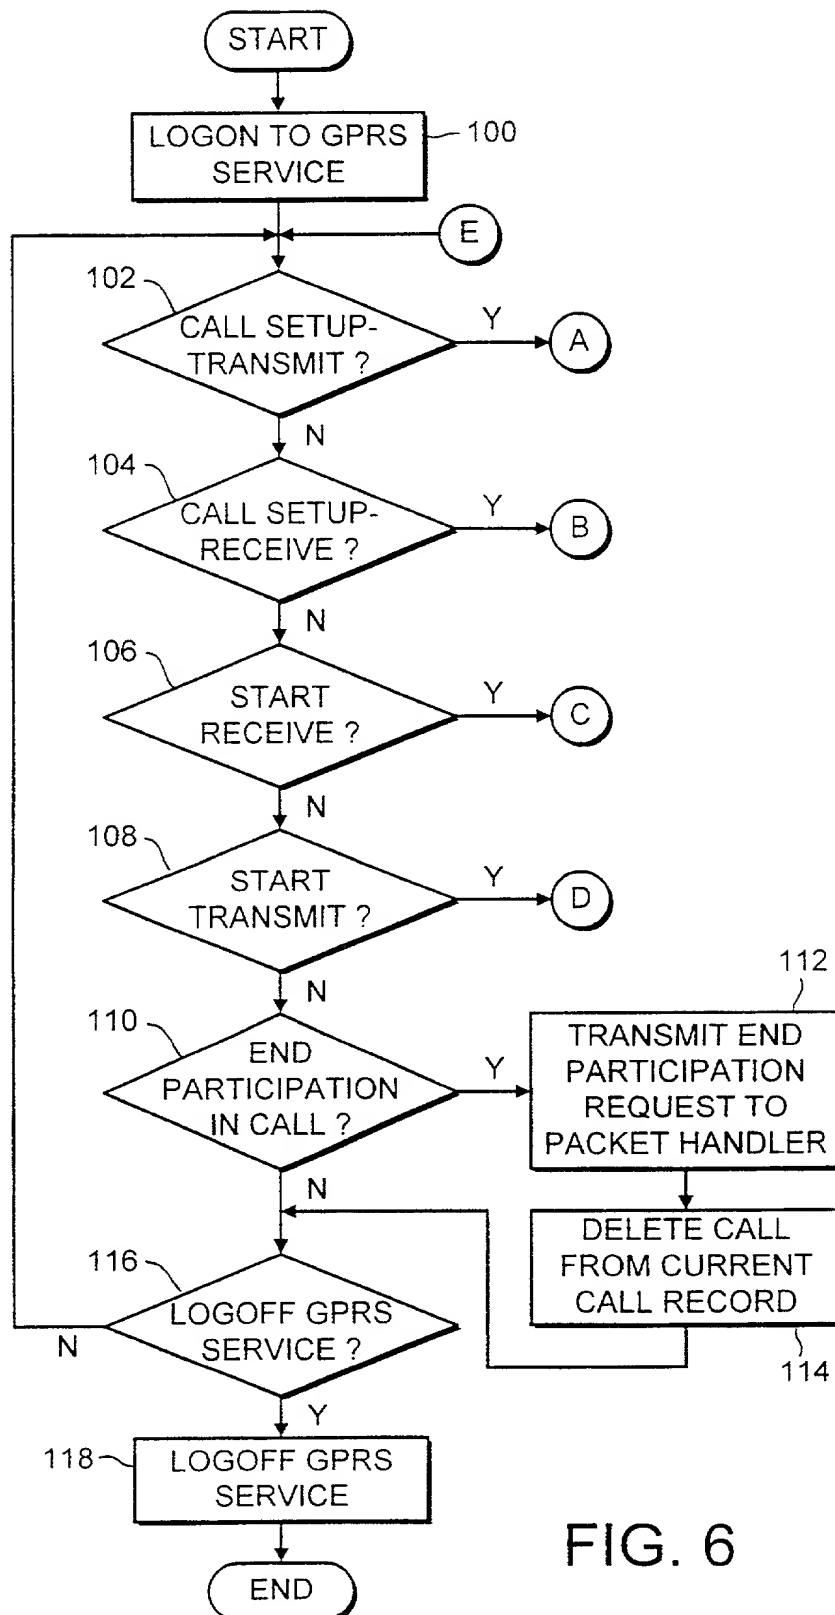 START
LOGON TO GPRS
SERVICE
100
E
102
CALL SETUP-
TRANSMIT ?
Y
A
N
104
CALL SETUP-
RECEIVE ?
Y
B
N
106
START
RECEIVE ?
Y
C
N
108
START
TRANSMIT ?
Y
D
N
110
END
PARTICIPATION
IN CALL ?
Y
112
TRANSMIT END
PARTICIPATION
REQUEST TO
PACKET HANDLER
N
DELETE CALL
FROM CURRENT
CALL RECORD
114
116
LOGOFF GPRS
SERVICE ?
N
Y
118
LOGOFF GPRS
SERVICE
END
FIG. 6